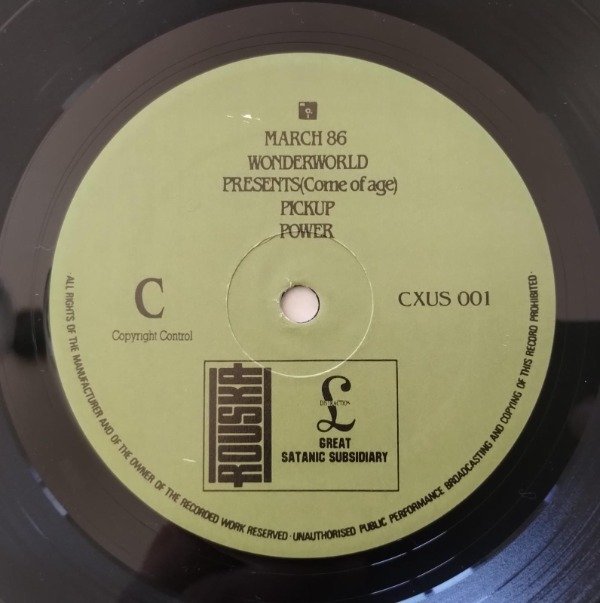 MARCH 86
WONDERWORLD
PRESENTS(Come of age)
PICKUP
POWER
C
Copyright Control
CXUS 001
ROUSKA
£
DISTRACTION
GREAT
SATANIC SUBSIDIARY
ALL RIGHTS OF THE MANUFACTURER AND OF THE OWNER OF THE RECORDED WORK RESERVED · UNAUTHORISED PUBLIC PERFORMANCE BROADCASTING AND COPYING OF THIS RECORD PROHIBITED ·